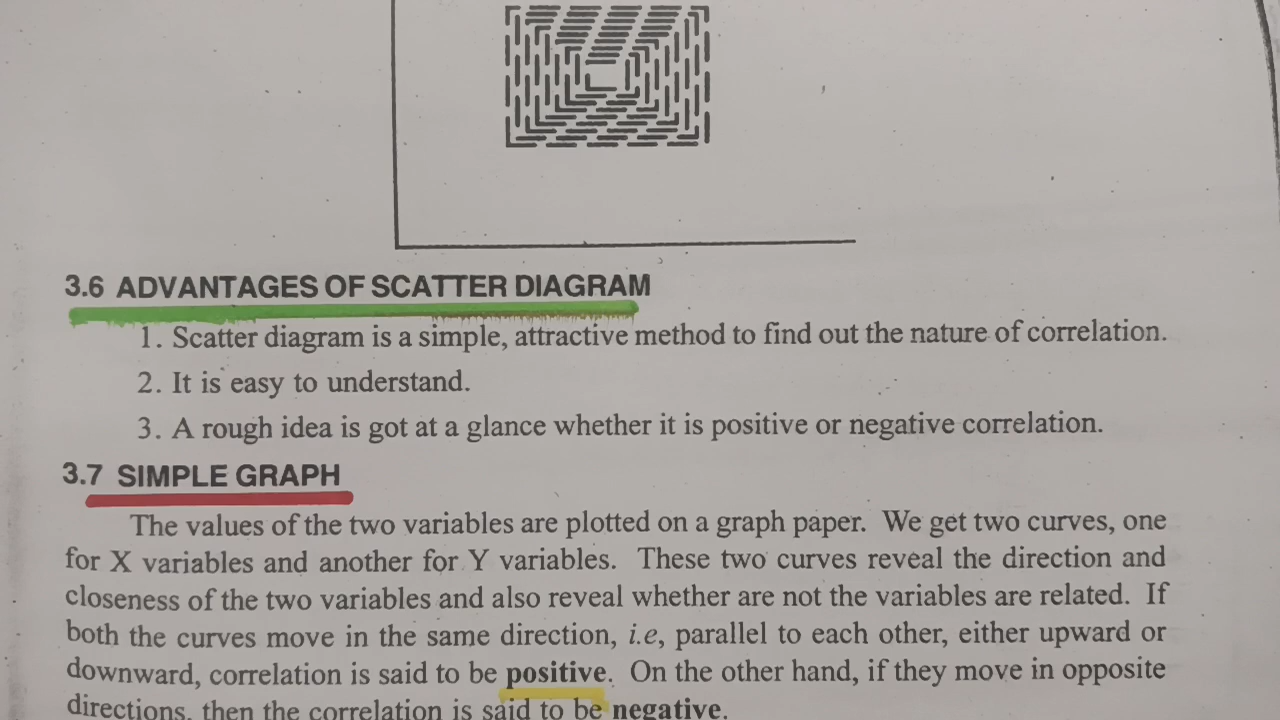 3.6 ADVANTAGES OF SCATTER DIAGRAM
1. Scatter diagram is a simple, attractive method to find out the nature of correlation.
2. It is easy to understand.
3. A rough idea is got at a glance whether it is positive or negative correlation.
3.7 SIMPLE GRAPH
The values of the two variables are plotted on a graph paper. We get two curves, one
for X variables and another for Y variables. These two curves reveal the direction and
closeness of the two variables and also reveal whether are not the variables are related. If
both the curves move in the same direction, i.e, parallel to each other, either upward or
downward, correlation is said to be positive. On the other hand, if they move in opposite
directions, then the correlation is said to be negative.